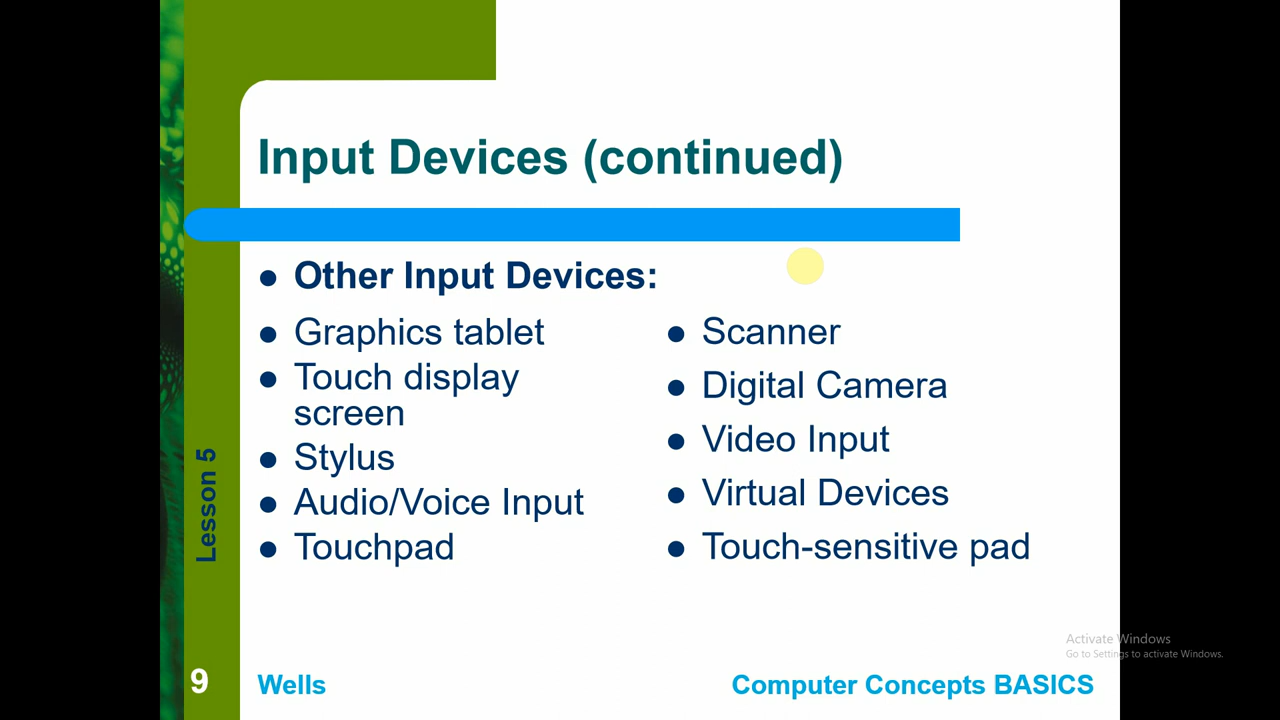 Input Devices (continued)
Other Input Devices:
Graphics tablet
Touch display
screen
Stylus
Audio/Voice Input
Touchpad
Scanner
Digital Camera
Video Input
Virtual Devices
Touch-sensitive pad
Lesson 5
9
Wells
Computer Concepts BASICS
Activate Windows
Go to Settings to activate Windows.